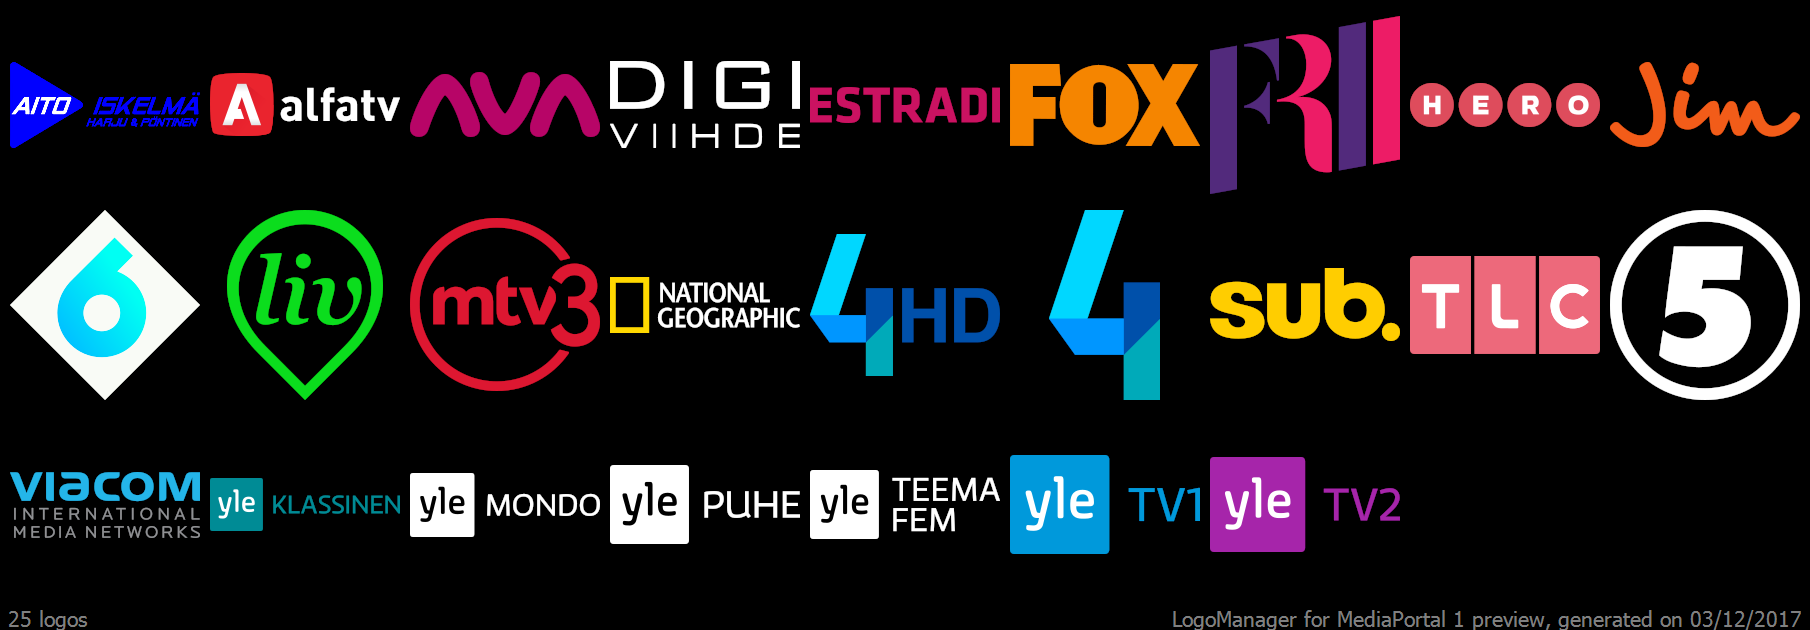 AITO ISKELMÄ
HARJU & PÖNTINEN
alfatv
AVA
DIGI
VIIHDE
ESTRADI
FOX
FRII
HERO
Jim
6
liv
mtv3
NATIONAL
GEOGRAPHIC
4HD
4
sub.
TLC
5
VIACOM
INTERNATIONAL
MEDIA NETWORKS
yle KLASSINEN
yle MONDO
yle PUHE
yle TEEMA
FEM
yle TV1
yle TV2
25 logos
LogoManager for MediaPortal 1 preview, generated on 03/12/2017